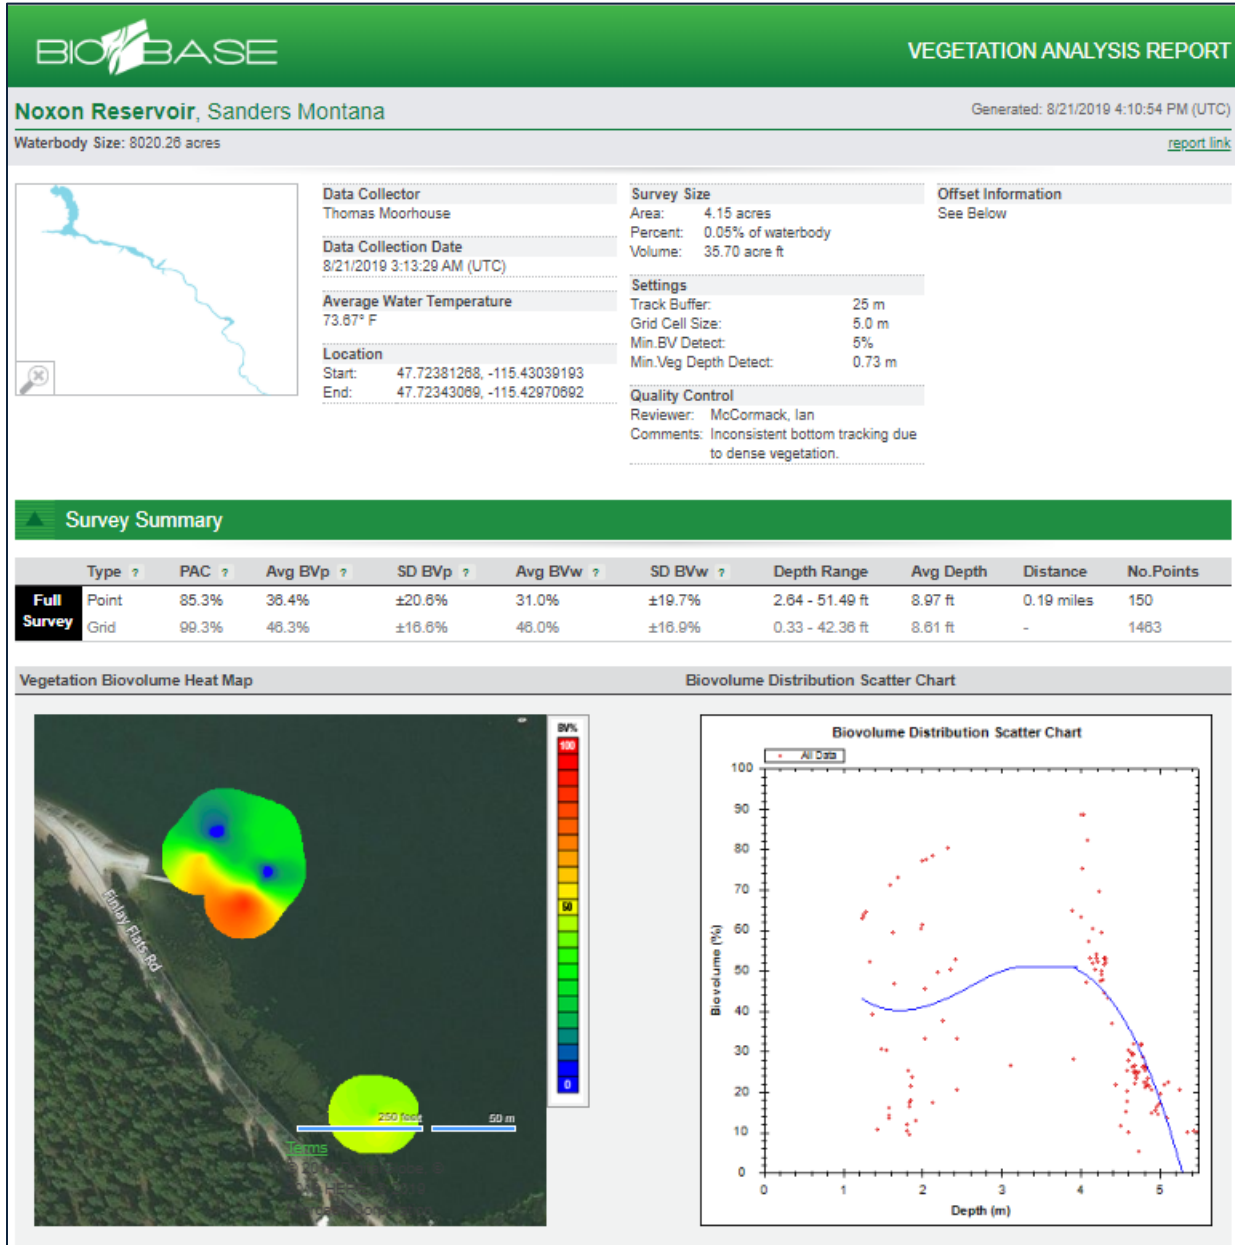 BIOBASE
VEGETATION ANALYSIS REPORT
Noxon Reservoir, Sanders Montana
Generated: 8/21/2019 4:10:54 PM (UTC)
Waterbody Size: 8020.26 acres
report link
Data Collector
Thomas Moorhouse
Data Collection Date
8/21/2019 3:13:29 AM (UTC)
Average Water Temperature
73.67° F
Location
Start: 47.72381268, -115.43039193
End: 47.72343069, -115.42970692
Survey Size
Area: 4.15 acres
Percent: 0.05% of waterbody
Volume: 35.70 acre ft
Settings
Track Buffer: 25 m
Grid Cell Size: 5.0 m
Min.BV Detect: 5%
Min.Veg Depth Detect: 0.73 m
Quality Control
Reviewer: McCormack, Ian
Comments: Inconsistent bottom tracking due
to dense vegetation.
Offset Information
See Below
Survey Summary
Type ? PAC ? Avg BVp ? SD BVp ? Avg BVw ? SD BVw ? Depth Range Avg Depth Distance No.Points
Full Survey
Point 85.3% 36.4% ±20.6% 31.0% ±19.7% 2.64 - 51.49 ft 8.97 ft 0.19 miles 150
Grid 99.3% 46.3% ±16.6% 46.0% ±16.9% 0.33 - 42.36 ft 8.61 ft - 1463
Vegetation Biovolume Heat Map
Finlay Flats Rd
250 feet 50 m
Terms
BV%
100
50
0
Biovolume Distribution Scatter Chart
Biovolume Distribution Scatter Chart
All Data
Biovolume (%)
100
90
80
70
60
50
40
30
20
10
0
0 1 2 3 4 5
Depth (m)